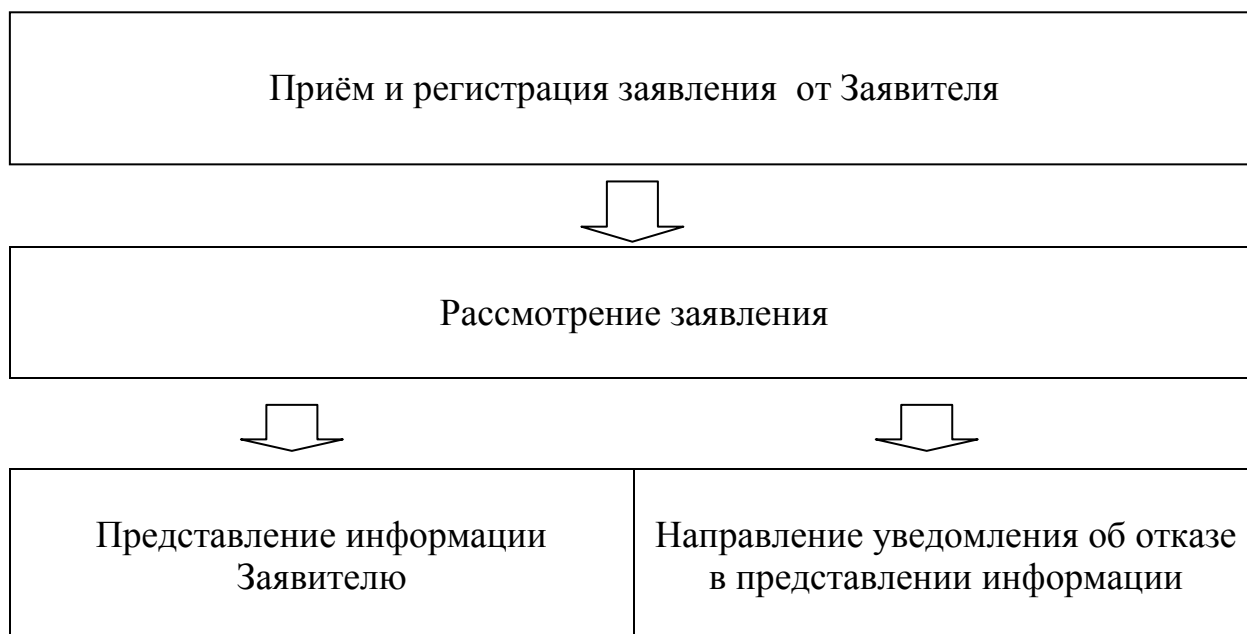 Приём и регистрация заявления от Заявителя
Рассмотрение заявления
Представление информации
Заявителю
Направление уведомления об отказе
в представлении информации